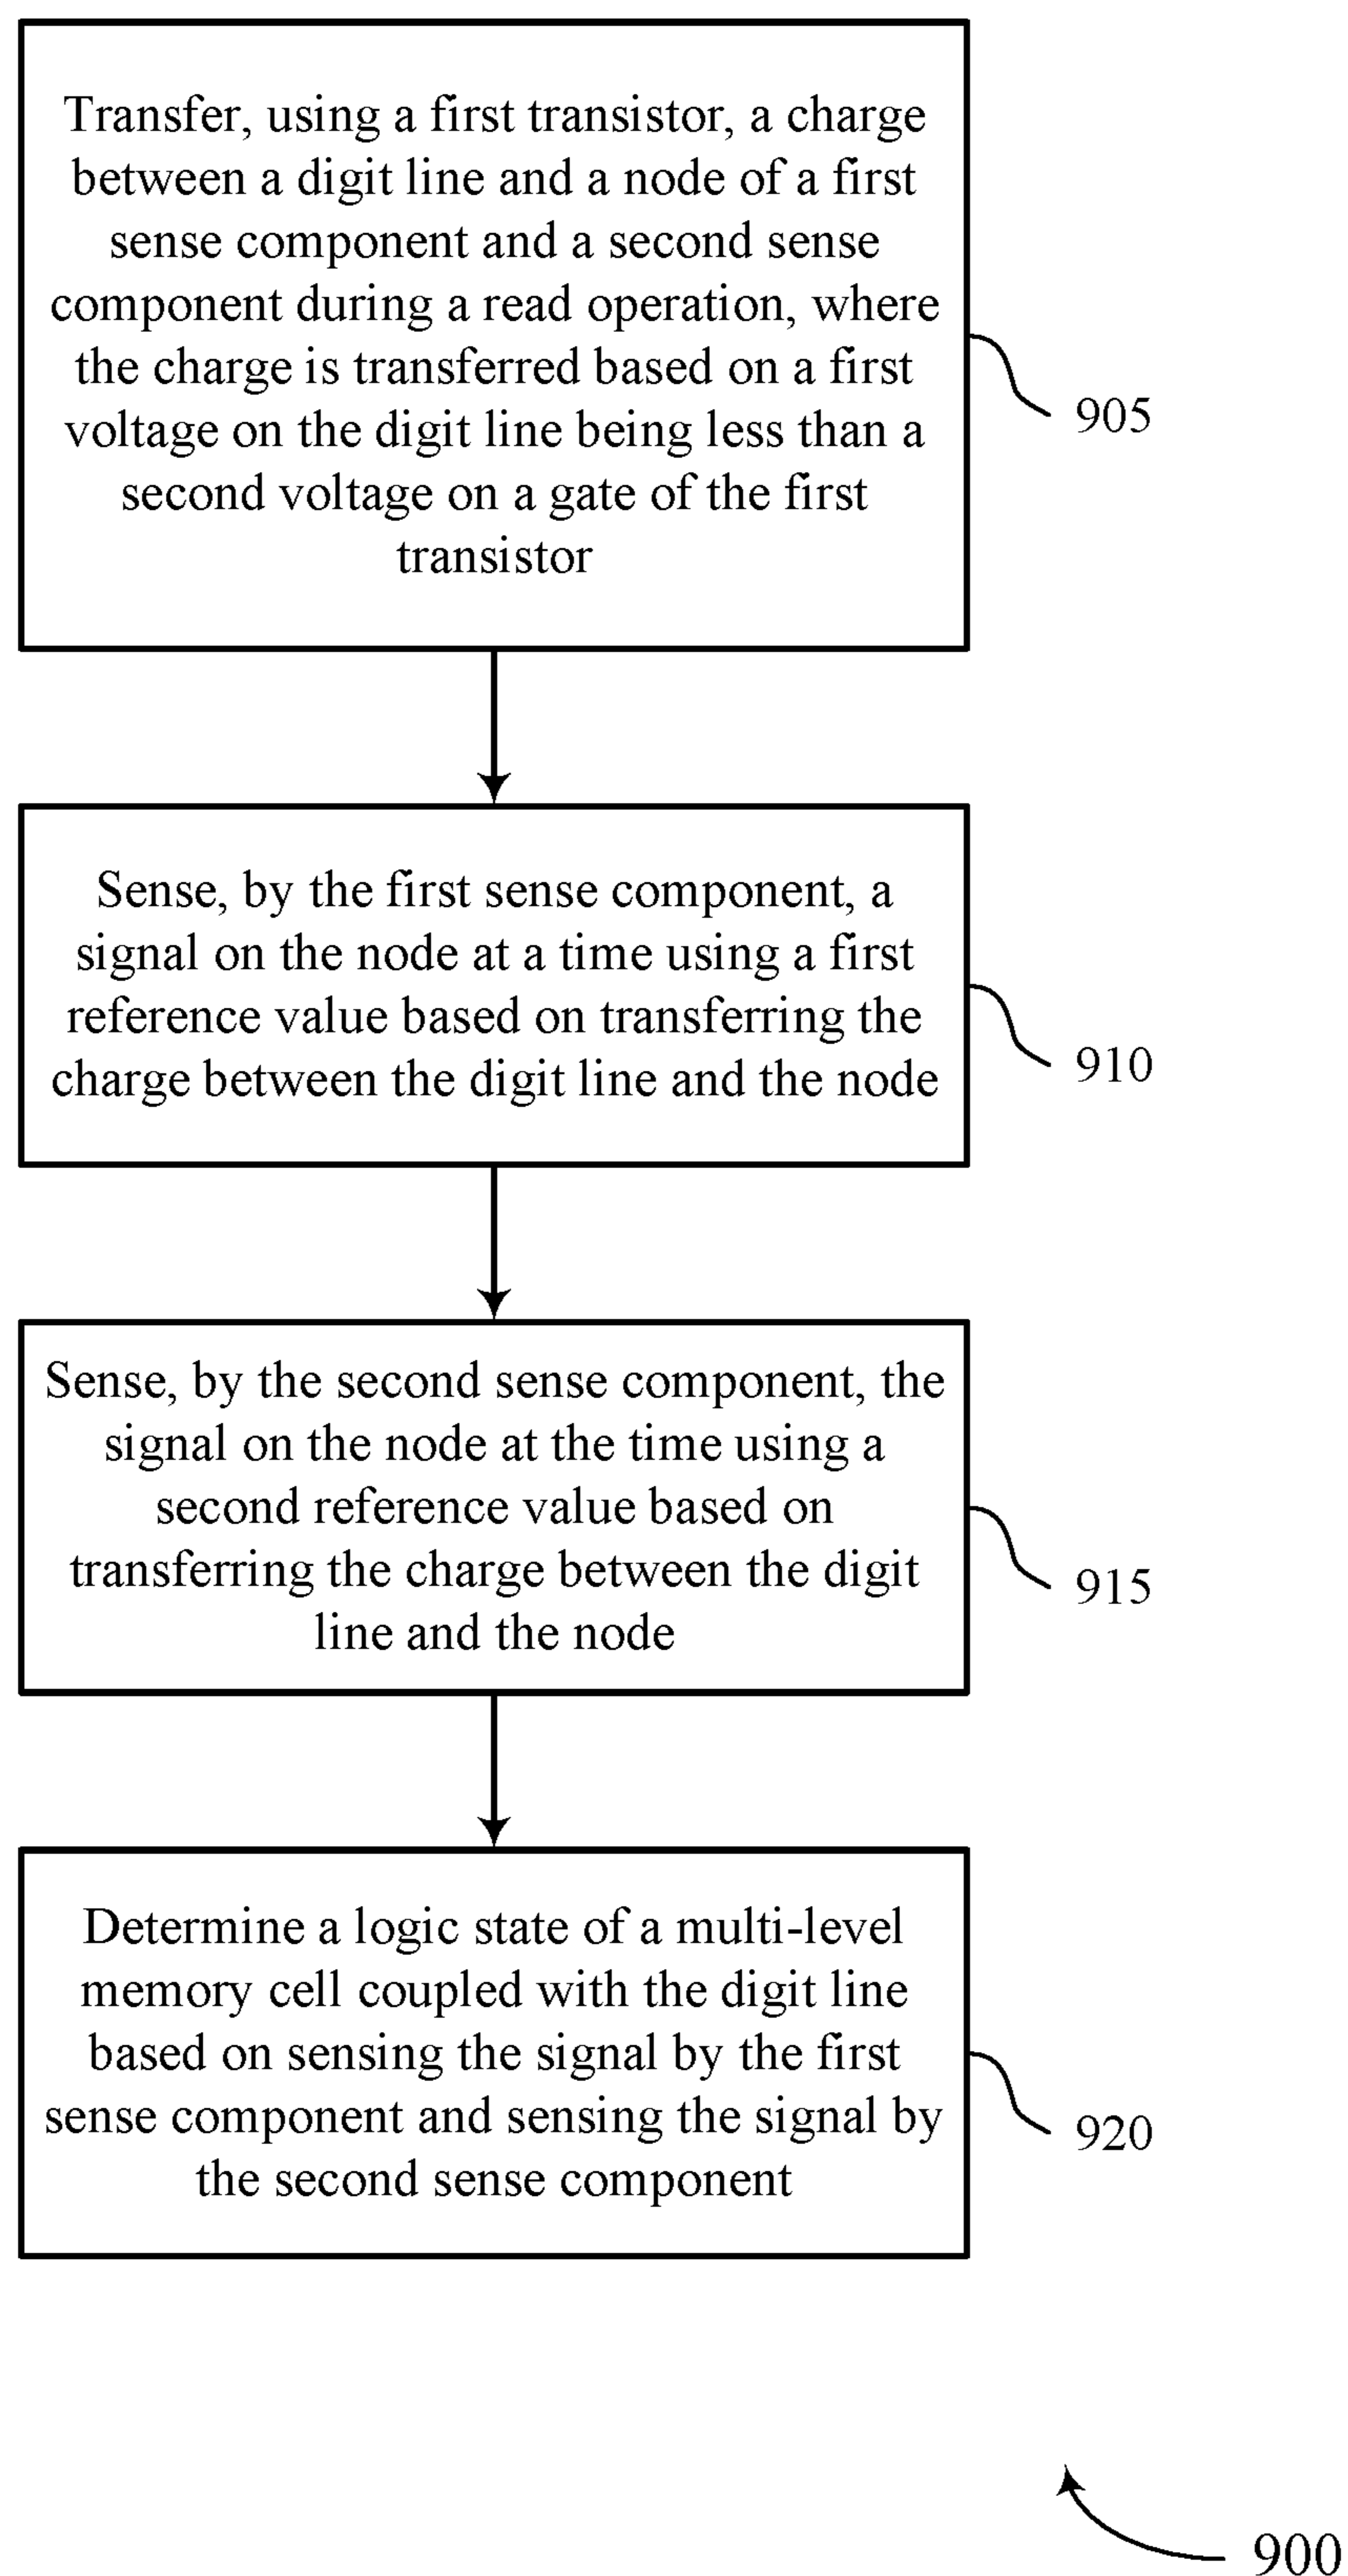 Transfer, using a first transistor, a charge
between a digit line and a node of a first
sense component and a second sense
component during a read operation, where
the charge is transferred based on a first
voltage on the digit line being less than a
second voltage on a gate of the first
transistor
905
Sense, by the first sense component, a
signal on the node at a time using a first
reference value based on transferring the
charge between the digit line and the node
910
Sense, by the second sense component, the
signal on the node at the time using a
second reference value based on
transferring the charge between the digit
line and the node
915
Determine a logic state of a multi-level
memory cell coupled with the digit line
based on sensing the signal by the first
sense component and sensing the signal by
the second sense component
920
900